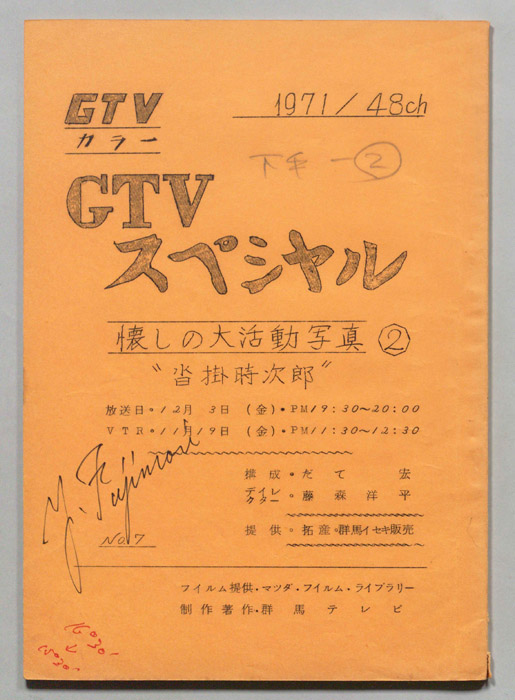 GTV
カラー
1971/48ch
下手 一 ②
GTV
スペシャル
懐しの大活動写真 ②
"沓掛時次郎"
放送日・12月 3日 (金)・PM19:30~20:00
VTR・11月19日 (金)・PM11:30~12:30
構成・だて 宏
ディレクター・藤森洋平
提供・拓産・群馬イセキ販売
Y. Fujimori
No.7
フイルム提供・マツダ・フイルム・ライブラリー
制作著作・群馬テレビ